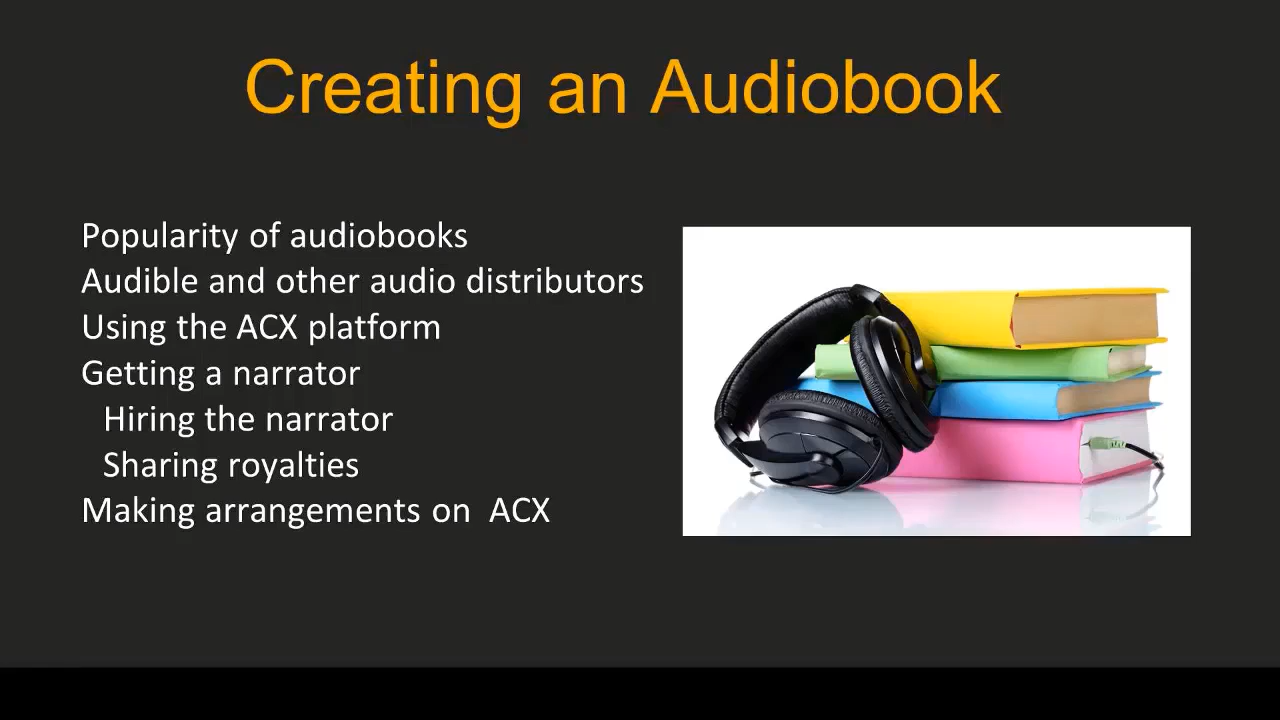 Creating an Audiobook
Popularity of audiobooks
Audible and other audio distributors
Using the ACX platform
Getting a narrator
Hiring the narrator
Sharing royalties
Making arrangements on  ACX